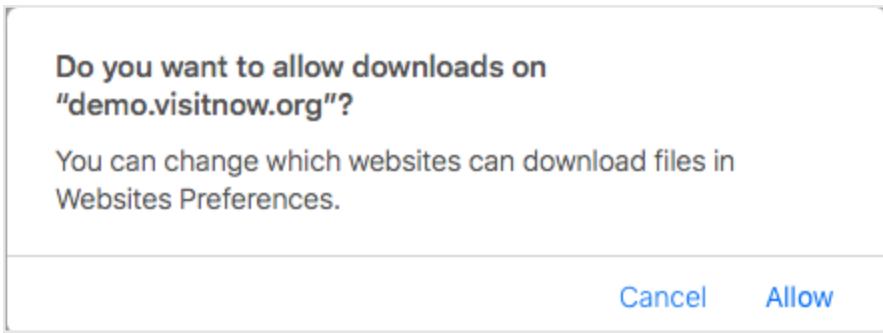 Do you want to allow downloads on
“demo.visitnow.org”?
You can change which websites can download files in
Websites Preferences.
Cancel Allow